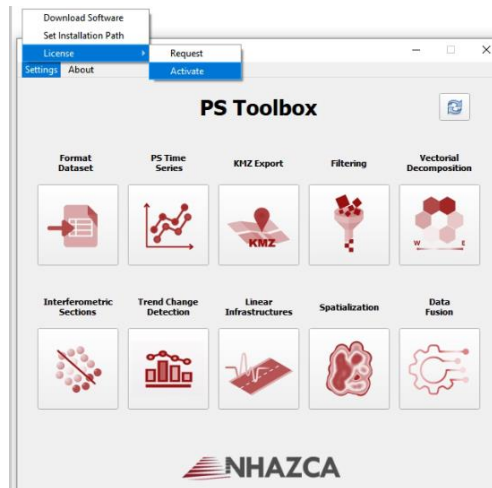 Download Software
Set Installation Path
License
Request
Settings About
Activate
PS Toolbox
Format
Dataset
PS Time
Series
KMZ Export
Filtering
Vectorial
Decomposition
KMZ
W E
Interferometric
Sections
Trend Change
Detection
Linear
Infrastructures
Spatialization
Data
Fusion
NHAZCA